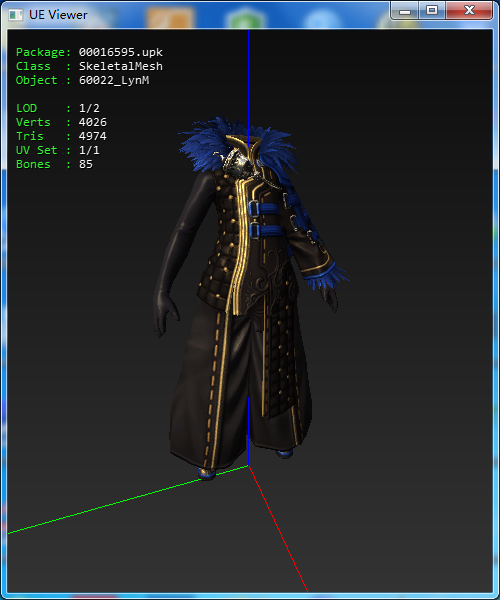 UE Viewer
Package: 00016595.upk
Class  : SkeletalMesh
Object : 60022_LynM
LOD    : 1/2
Verts  : 4026
Tris   : 4974
UV Set : 1/1
Bones  : 85